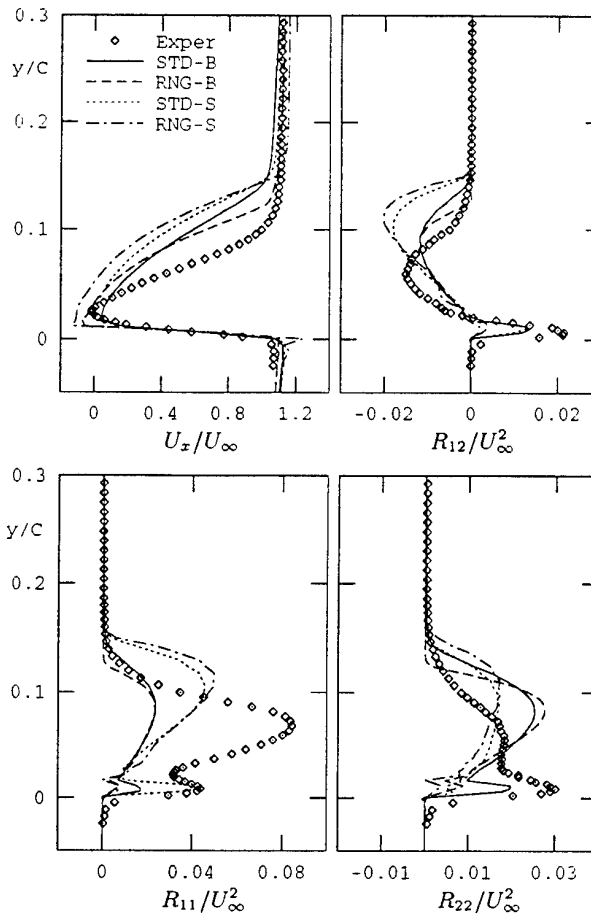 0.3
y/C
0.2
0.1
0
Exper
STD-B
RNG-B
STD-S
RNG-S
0 0.4 0.8 1.2
U_x/U_∞
-0.02 0 0.02
R_12/U_∞^2
0.3
y/C
0.2
0.1
0
0 0.04 0.08
R_11/U_∞^2
-0.01 0.01 0.03
R_22/U_∞^2